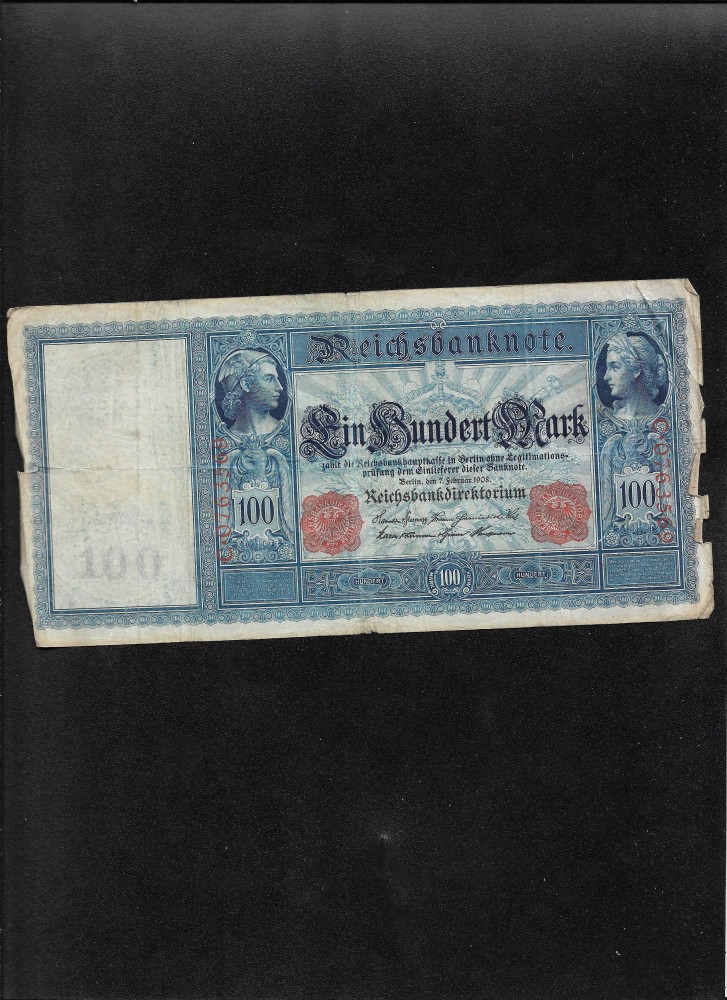 Reichsbanknote.
Ein Hundert Mark
zahlt die Reichsbankhauptkasse in Berlin ohne Legitimations-
prüfung dem Einlieferer dieser Banknote.
Berlin, den 7. Februar 1908.
Reichsbankdirektorium
100
100
100
HUNDERT
100
HUNDERT